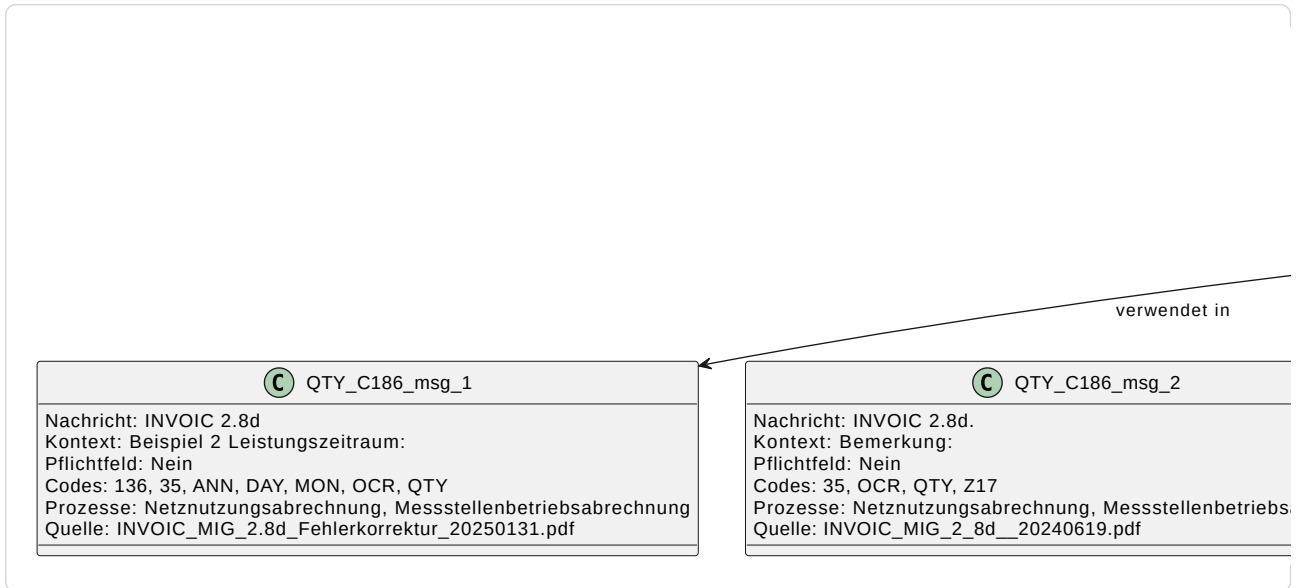 verwendet in
C QTY_C186_msg_1
Nachricht: INVOIC 2.8d
Kontext: Beispiel 2 Leistungszeitraum:
Pflichtfeld: Nein
Codes: 136, 35, ANN, DAY, MON, OCR, QTY
Prozesse: Netznutzungsabrechnung, Messstellenbetriebsabrechnung
Quelle: INVOIC_MIG_2.8d_Fehlerkorrektur_20250131.pdf
C QTY_C186_msg_2
Nachricht: INVOIC 2.8d.
Kontext: Bemerkung:
Pflichtfeld: Nein
Codes: 35, OCR, QTY, Z17
Prozesse: Netznutzungsabrechnung,
Quelle: INVOIC_MIG_2_8d__20240619.pdf